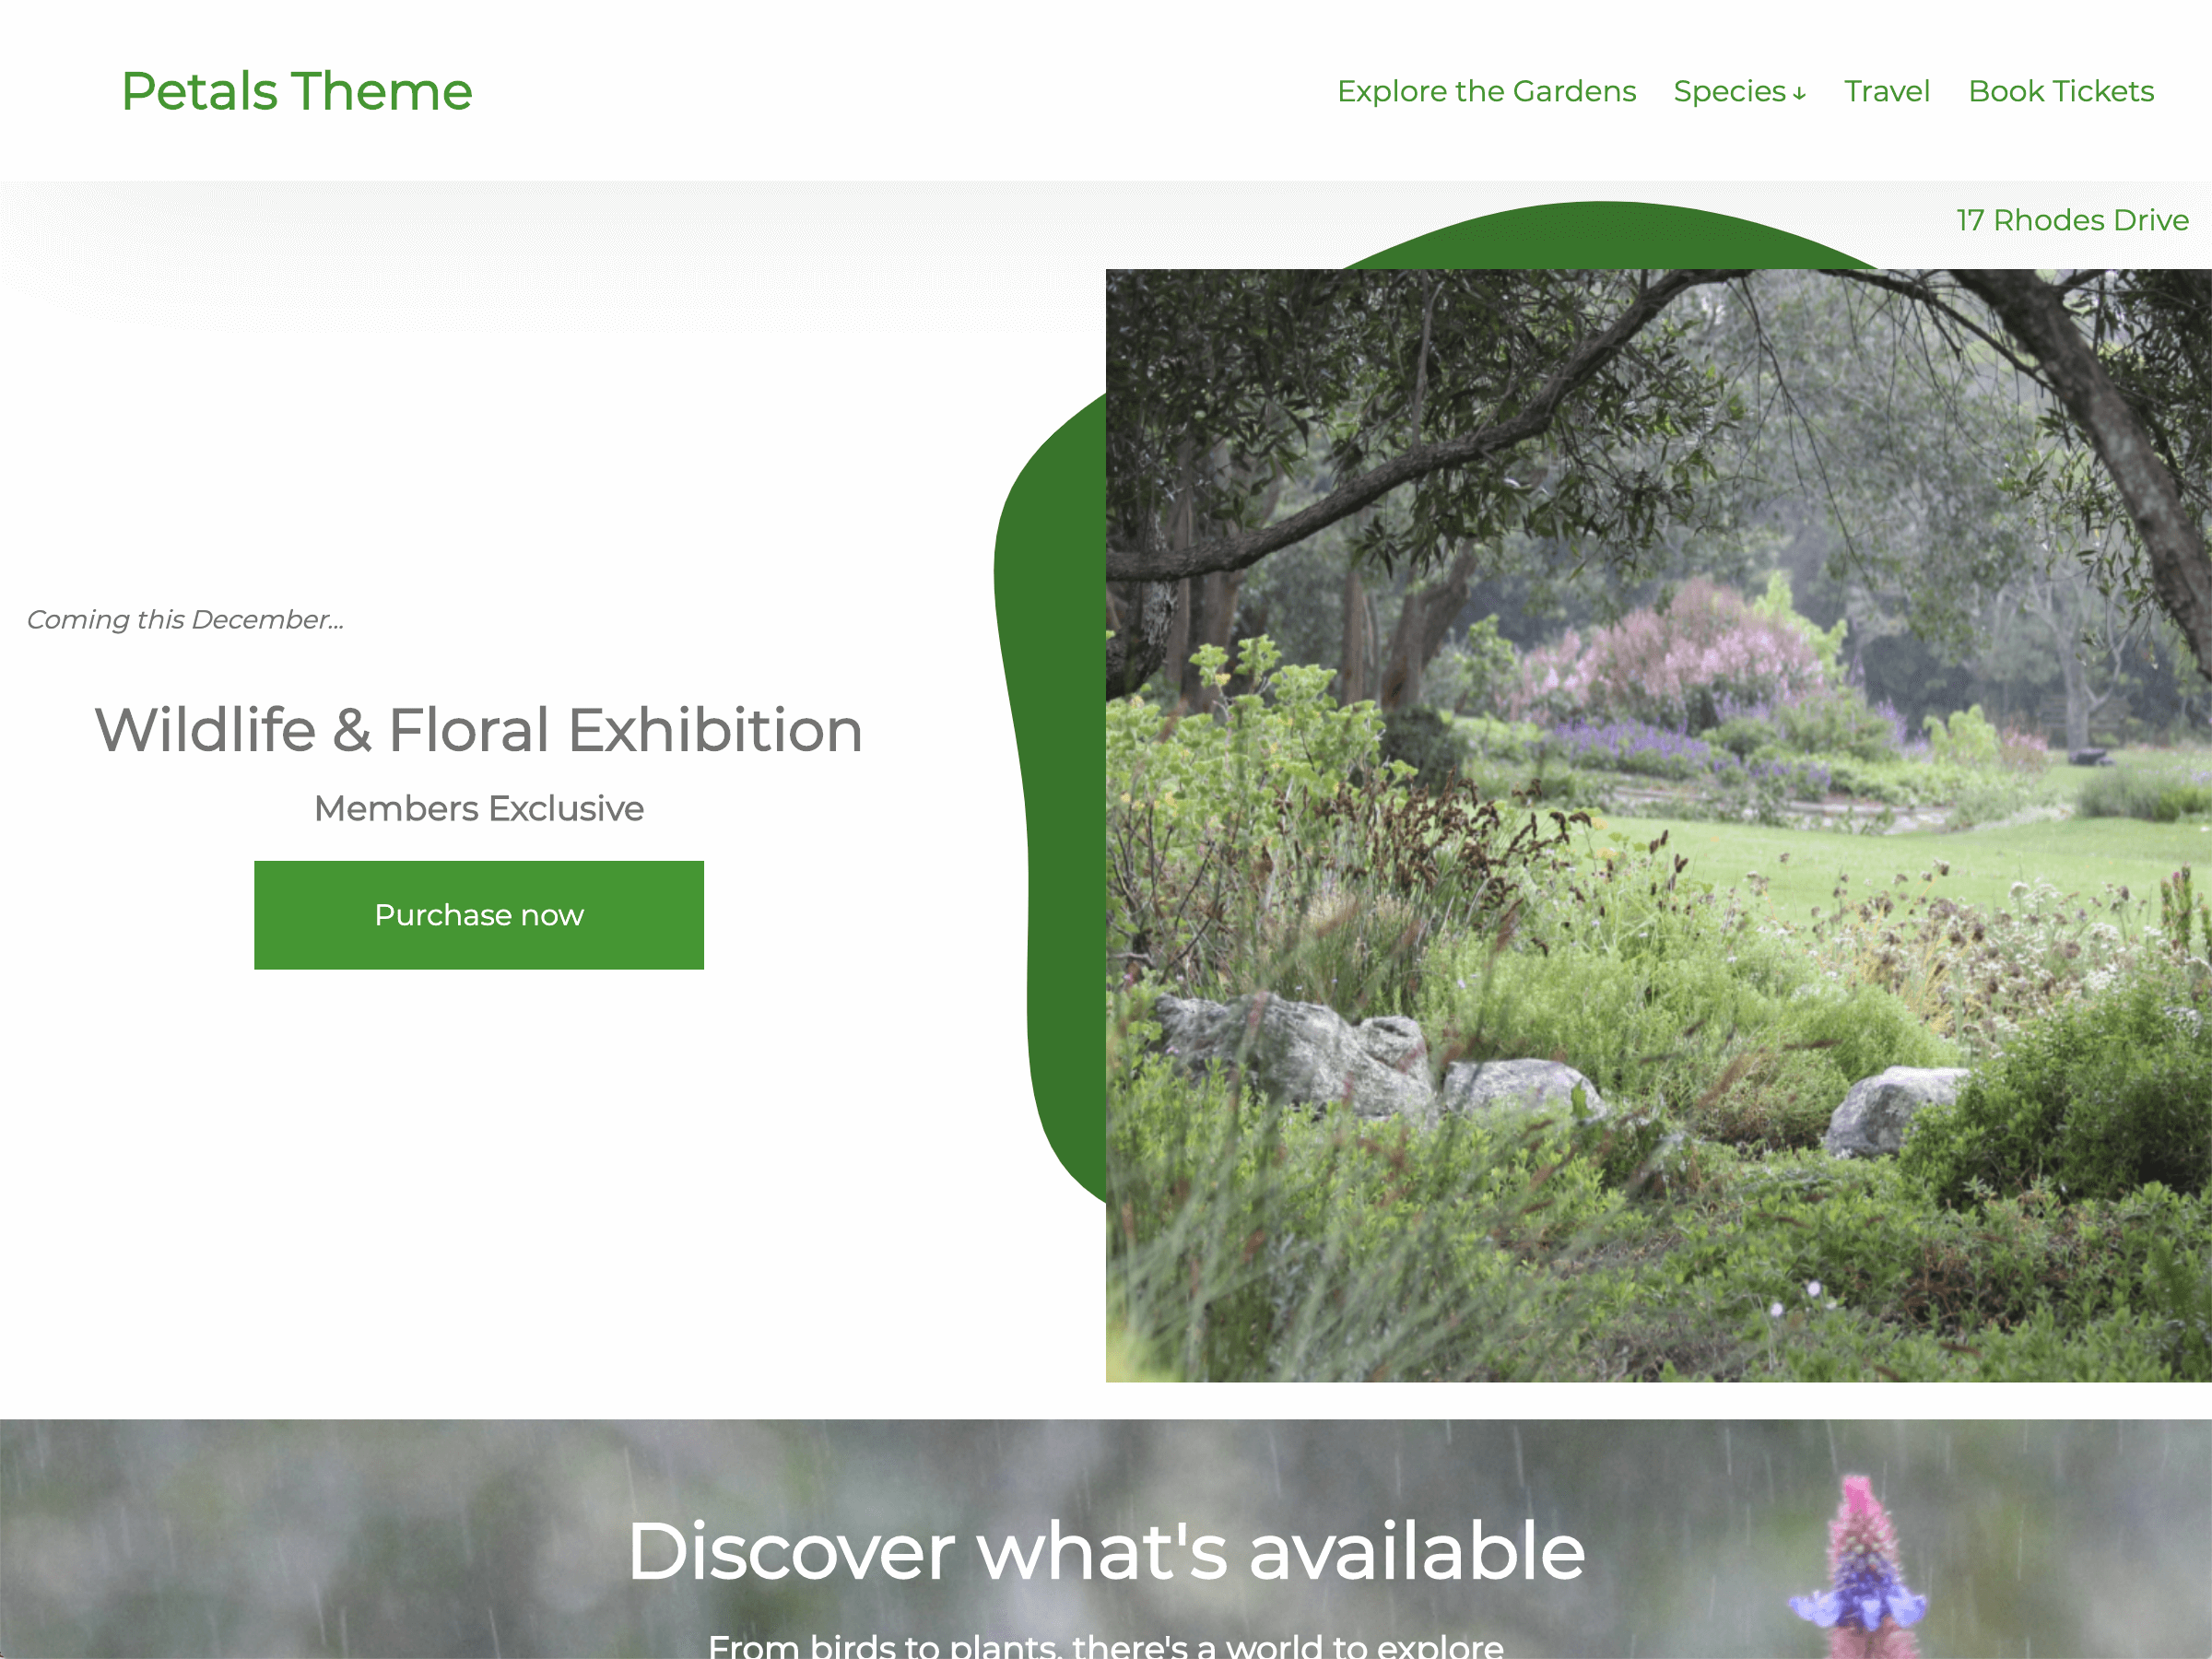 Petals Theme
Explore the Gardens Species ↓ Travel Book Tickets
17 Rhodes Drive
Coming this December...
Wildlife & Floral Exhibition
Members Exclusive
Purchase now
Discover what's available
From birds to plants, there's a world to explore